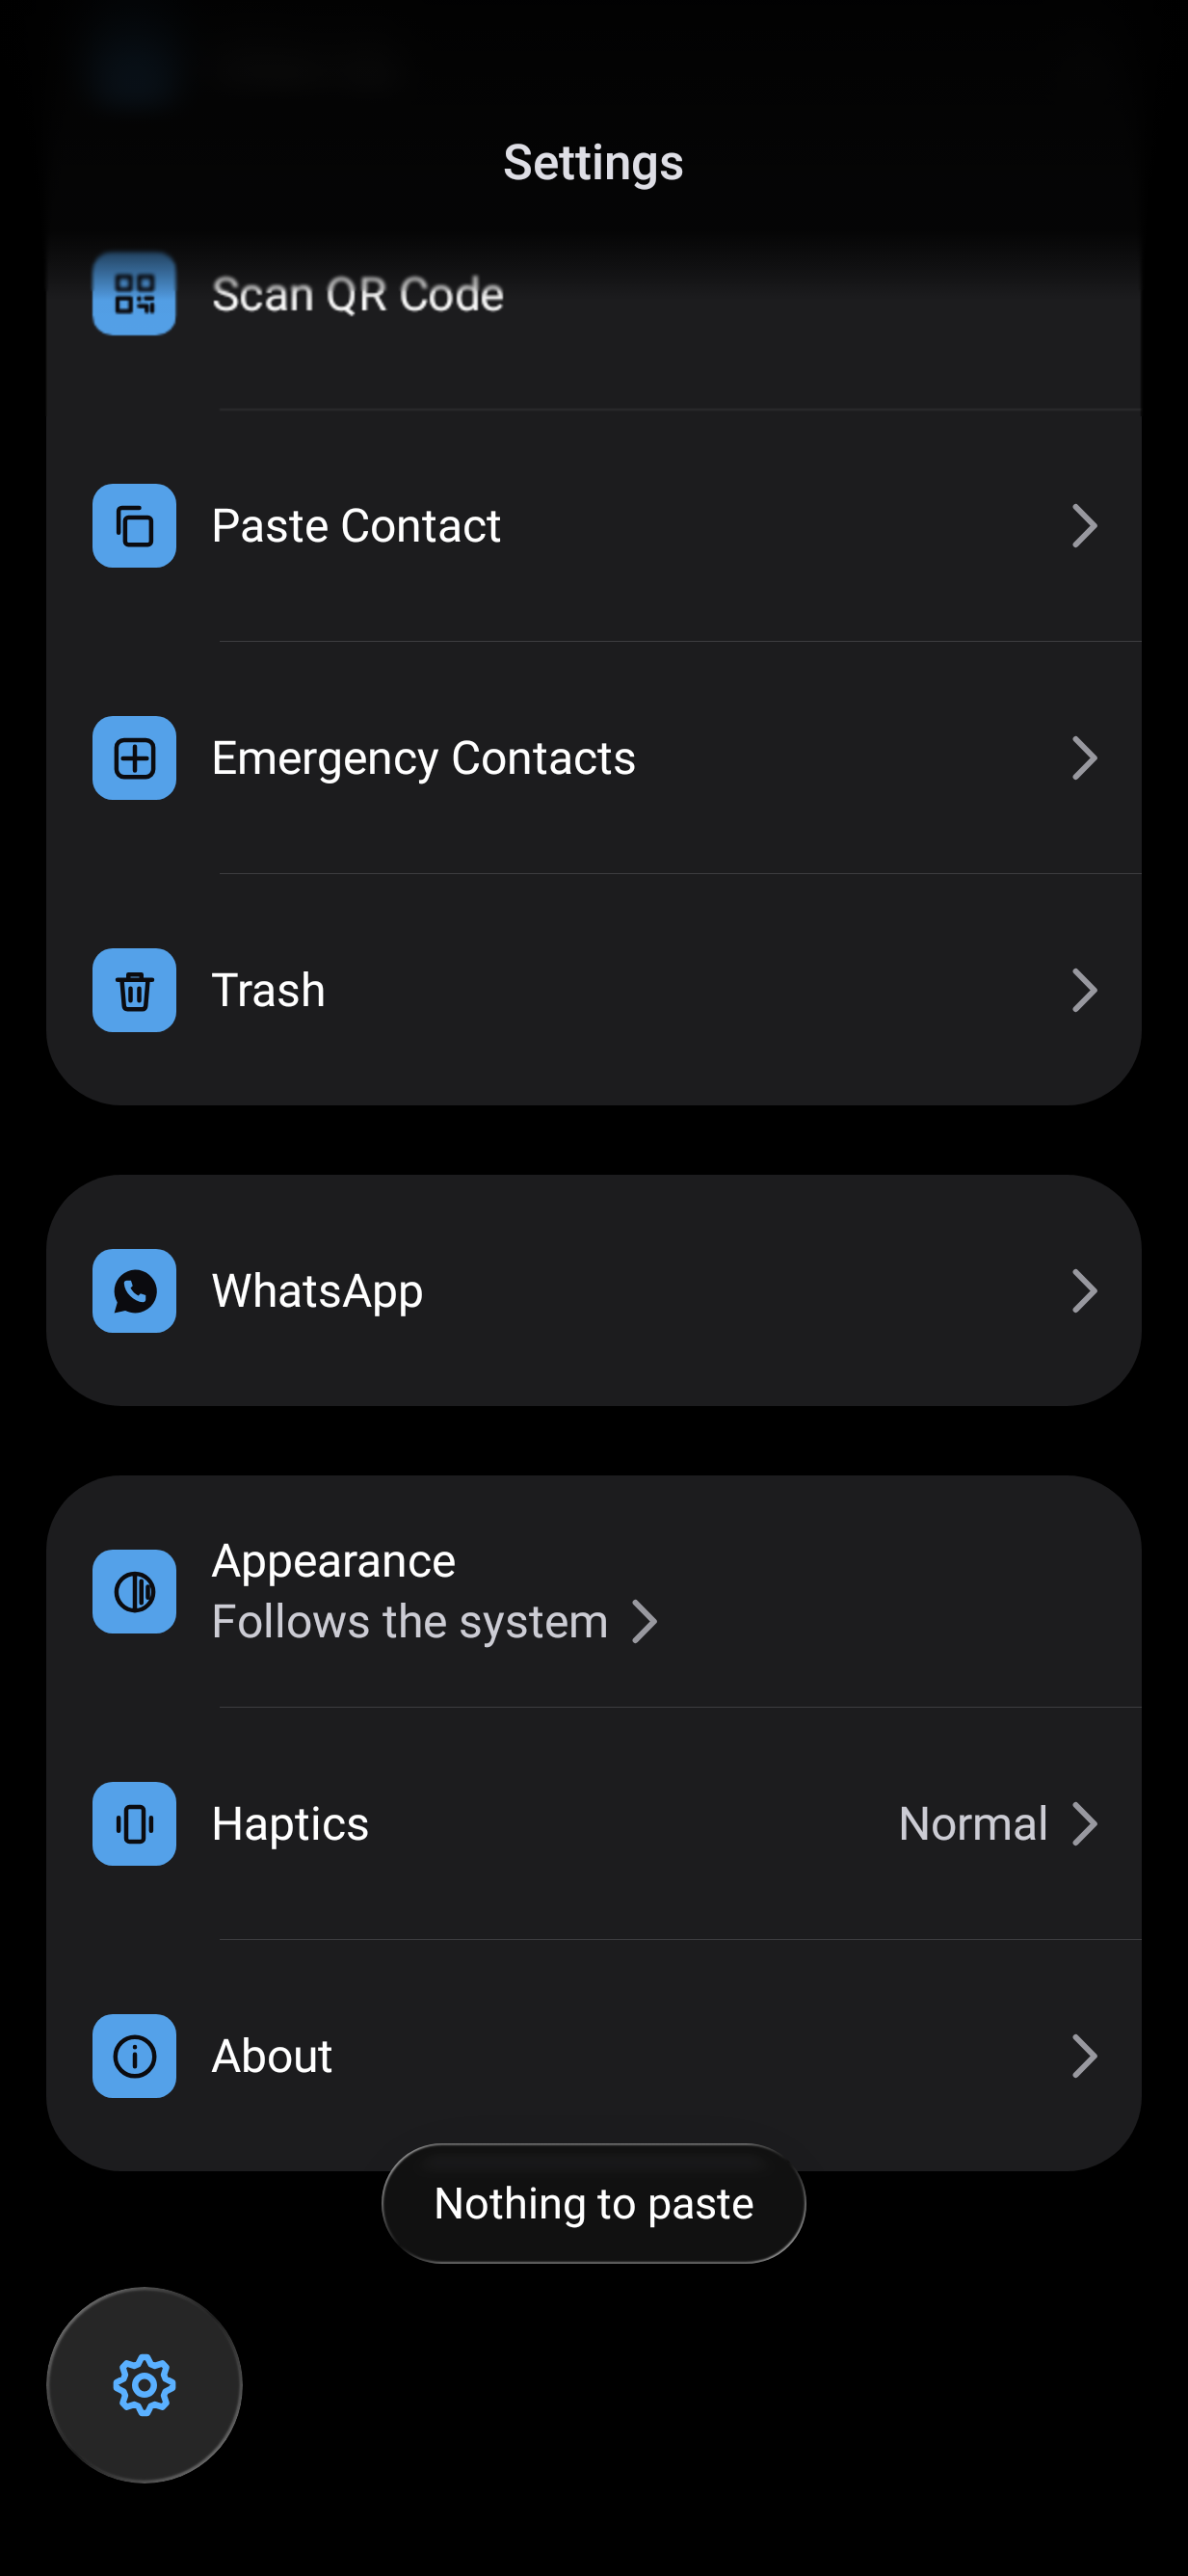 Settings
Scan QR Code
Paste Contact
Emergency Contacts
Trash
WhatsApp
Appearance
Follows the system
Haptics
Normal
About
Nothing to paste